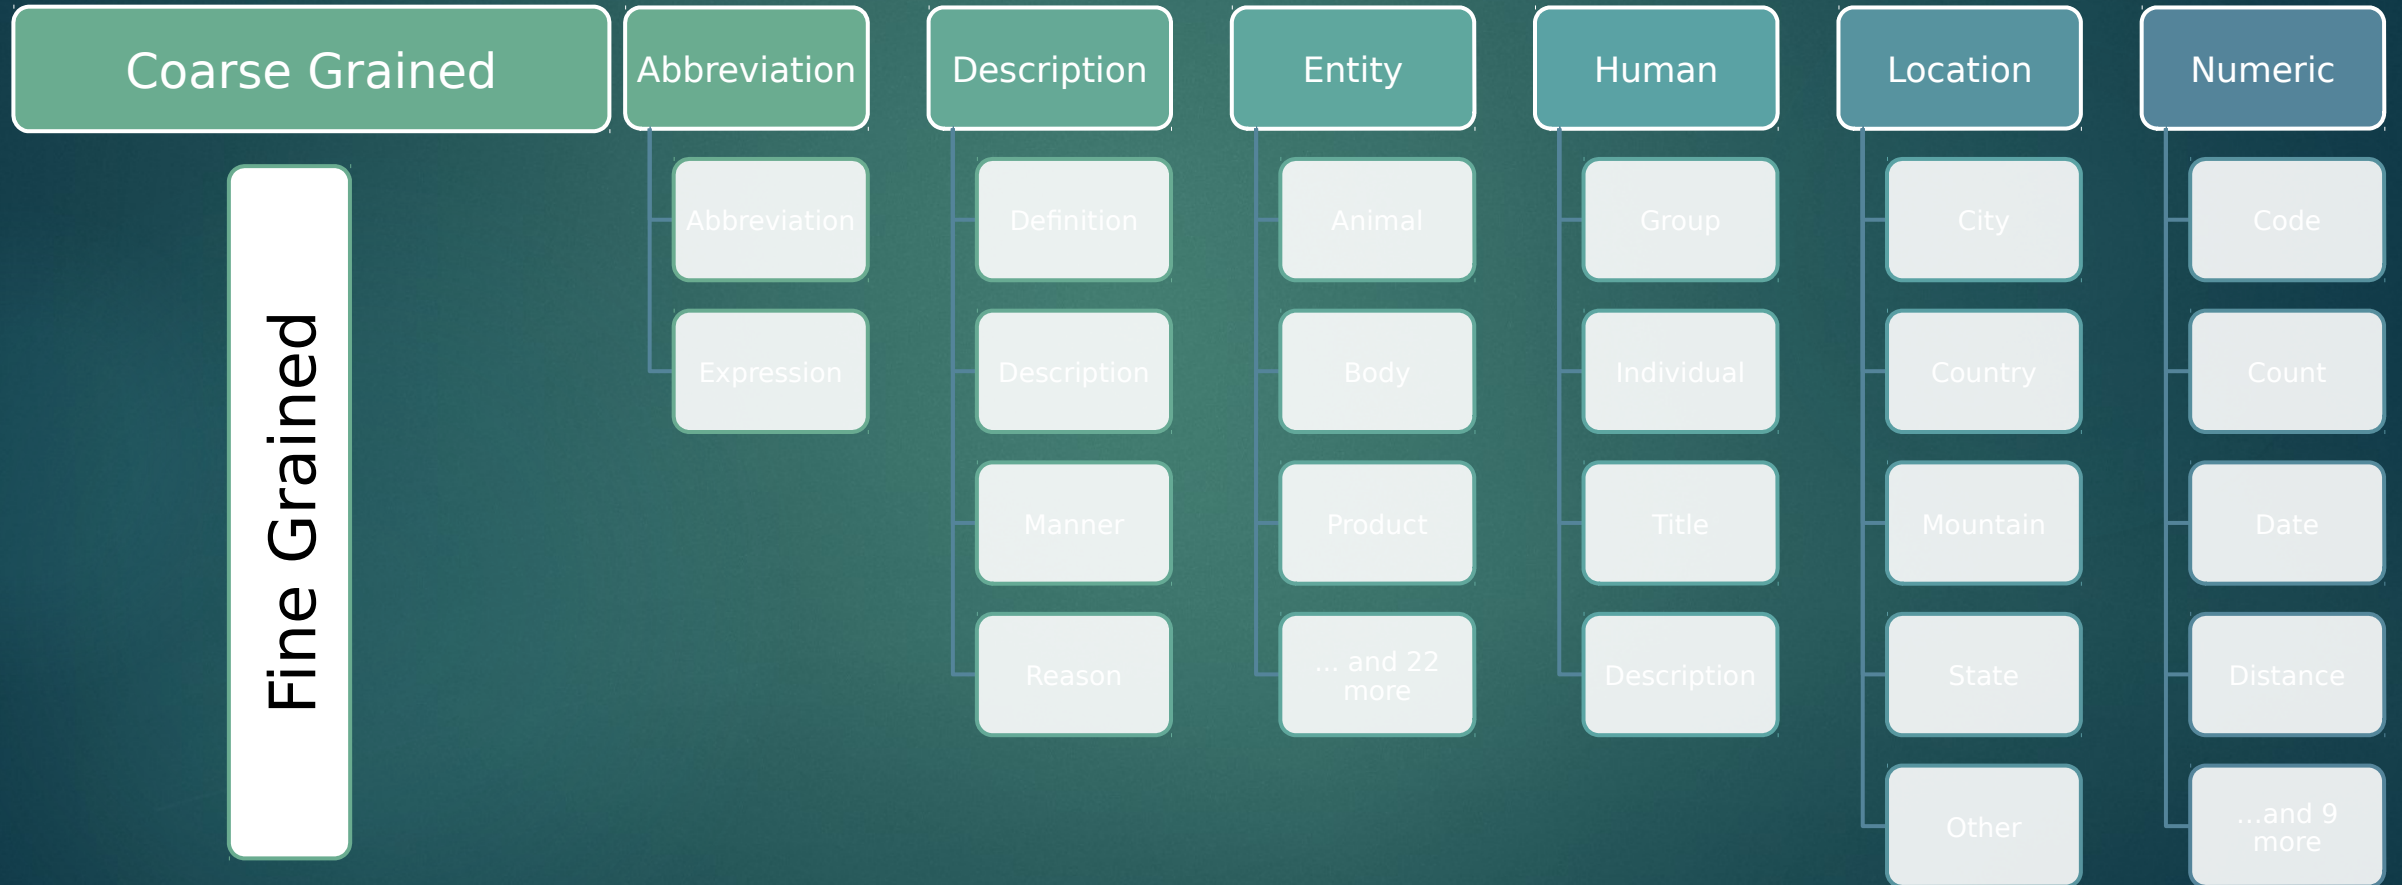 Coarse Grained
Abbreviation
Description
Entity
Human
Location
Numeric
Fine Grained
Abbreviation
Expression
Definition
Description
Manner
Reason
Animal
Body
Product
... and 22
more
Group
Individual
Title
Description
City
Country
Mountain
State
Other
Code
Count
Date
Distance
...and 9
more